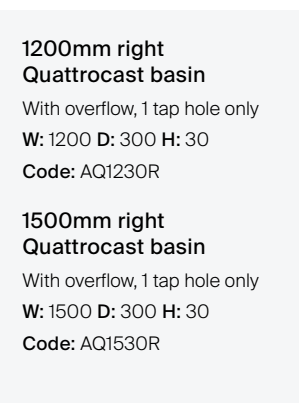 1200mm right
Quattrocast basin
With overflow, 1 tap hole only
W: 1200 D: 300 H: 30
Code: AQ1230R
1500mm right
Quattrocast basin
With overflow, 1 tap hole only
W: 1500 D: 300 H: 30
Code: AQ1530R